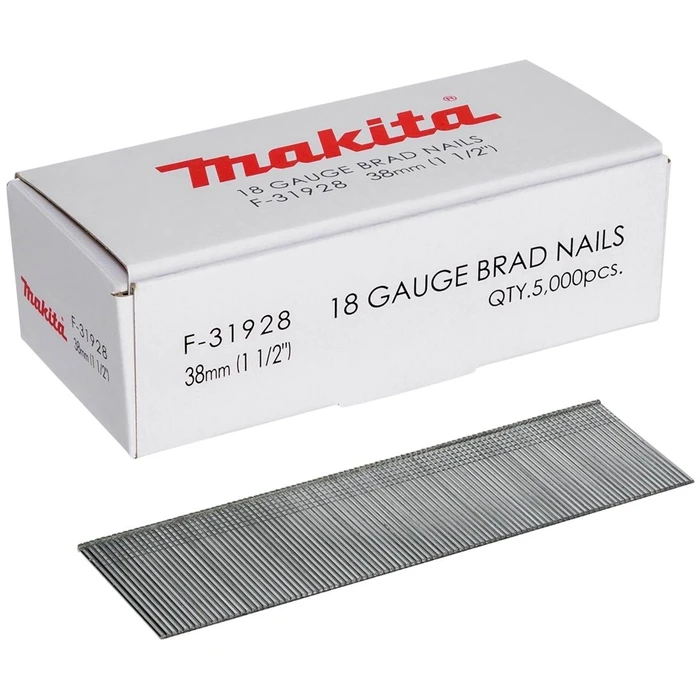 makita®
18 GAUGE BRAD NAILS
F-31928 38mm (1 1/2")
makita
F-31928
38mm (1 1/2")
F-31928
38mm (1 1/2")
18 GAUGE BRAD NAILS
QTY.5,000pcs.